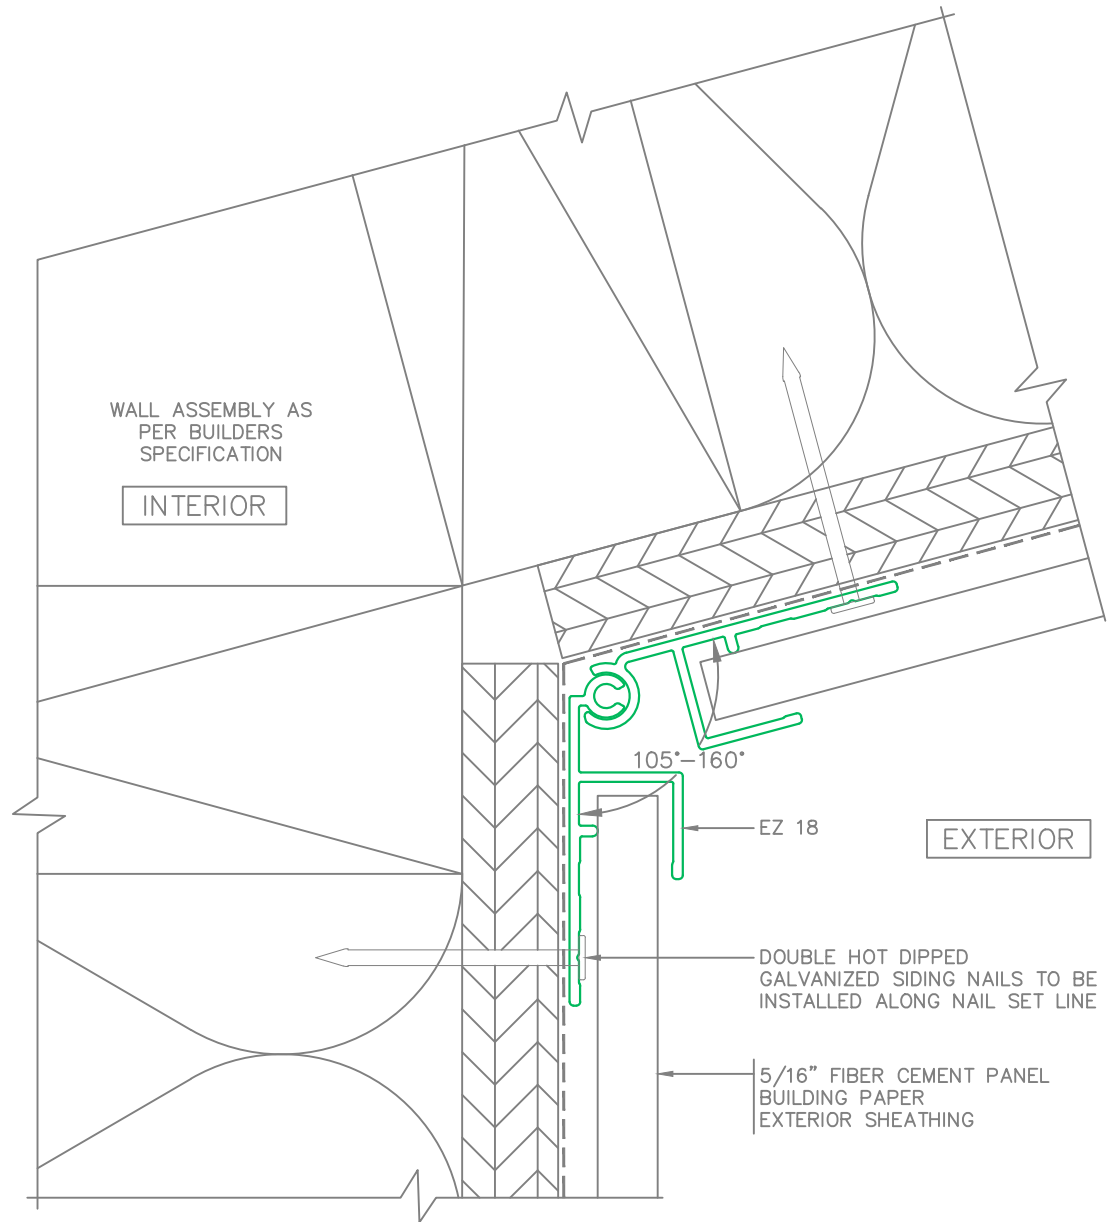 WALL ASSEMBLY AS
PER BUILDERS
SPECIFICATION
INTERIOR
105°-160°
EZ 18
EXTERIOR
DOUBLE HOT DIPPED
GALVANIZED SIDING NAILS TO BE
INSTALLED ALONG NAIL SET LINE
5/16” FIBER CEMENT PANEL
BUILDING PAPER
EXTERIOR SHEATHING